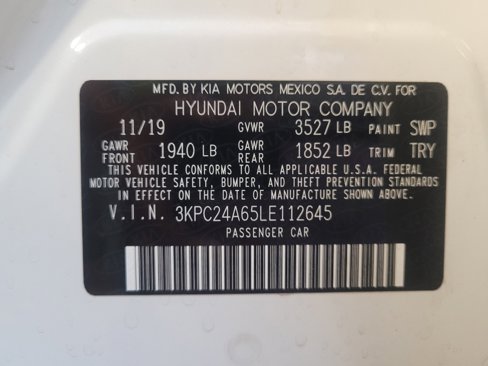 MFD. BY KIA MOTORS MEXICO S.A. DE C.V. FOR
HYUNDAI MOTOR COMPANY
11/19 GVWR 3527 LB PAINT SWP
GAWR FRONT 1940 LB GAWR REAR 1852 LB TRIM TRY
THIS VEHICLE CONFORMS TO ALL APPLICABLE U.S.A. FEDERAL
MOTOR VEHICLE SAFETY, BUMPER, AND THEFT PREVENTION STANDARDS
IN EFFECT ON THE DATE OF MANUFACTURE SHOWN ABOVE.
V.I.N. 3KPC24A65LE112645
PASSENGER CAR